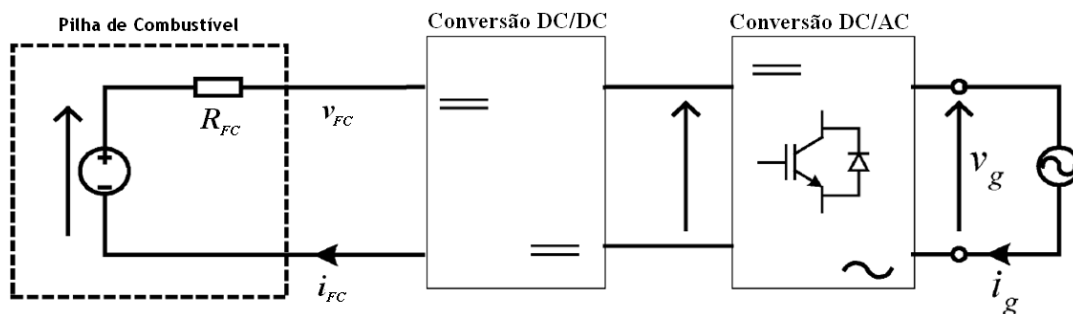 Pilha de Combustível
Conversão DC/DC
Conversão DC/AC
R_FC
v_FC
i_FC
v_g
i_g